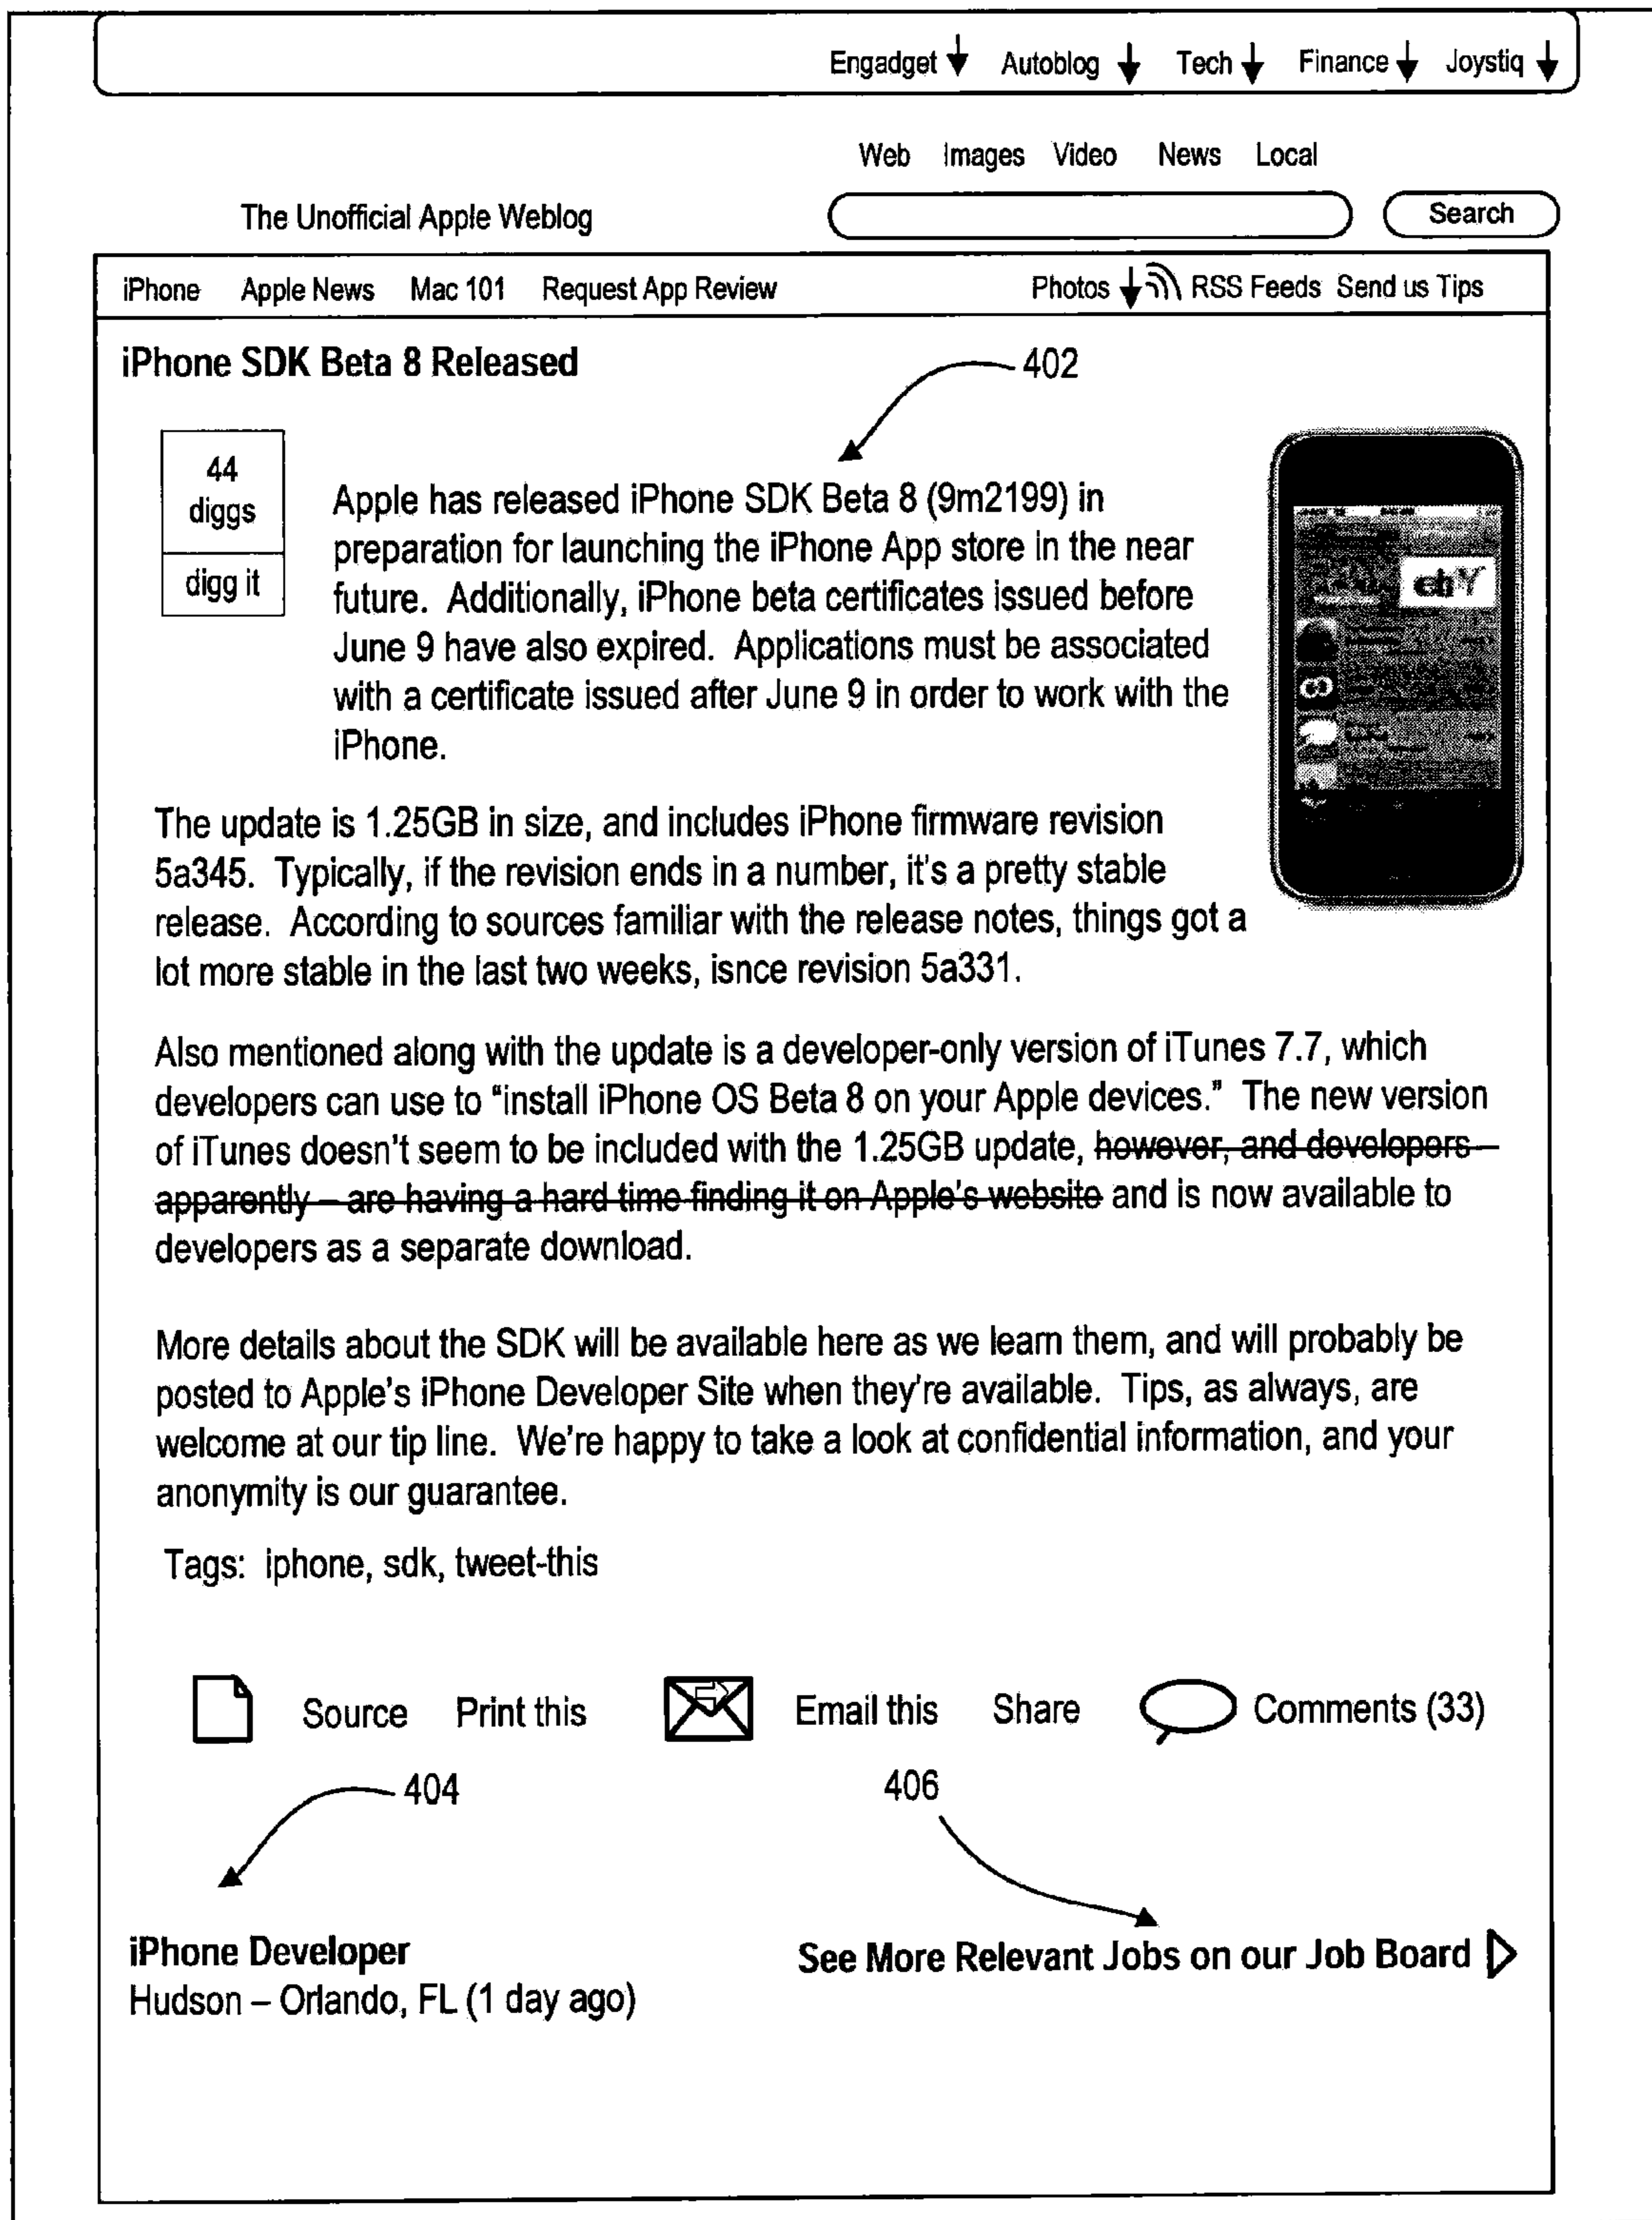 Engadget Autoblog Tech Finance Joystiq
Web Images Video News Local
The Unofficial Apple Weblog
Search
iPhone Apple News Mac 101 Request App Review Photos RSS Feeds Send us Tips
iPhone SDK Beta 8 Released
402
44
diggs
digg it
Apple has released iPhone SDK Beta 8 (9m2199) in
preparation for launching the iPhone App store in the near
future. Additionally, iPhone beta certificates issued before
June 9 have also expired. Applications must be associated
with a certificate issued after June 9 in order to work with the
iPhone.
The update is 1.25GB in size, and includes iPhone firmware revision
5a345. Typically, if the revision ends in a number, it's a pretty stable
release. According to sources familiar with the release notes, things got a
lot more stable in the last two weeks, isnce revision 5a331.
Also mentioned along with the update is a developer-only version of iTunes 7.7, which
developers can use to “install iPhone OS Beta 8 on your Apple devices.” The new version
of iTunes doesn't seem to be included with the 1.25GB update, however, and developers –
apparently – are having a hard time finding it on Apple's website and is now available to
developers as a separate download.
More details about the SDK will be available here as we learn them, and will probably be
posted to Apple's iPhone Developer Site when they're available. Tips, as always, are
welcome at our tip line. We're happy to take a look at confidential information, and your
anonymity is our guarantee.
Tags: iphone, sdk, tweet-this
Source Print this Email this Share Comments (33)
404
406
iPhone Developer
Hudson – Orlando, FL (1 day ago)
See More Relevant Jobs on our Job Board